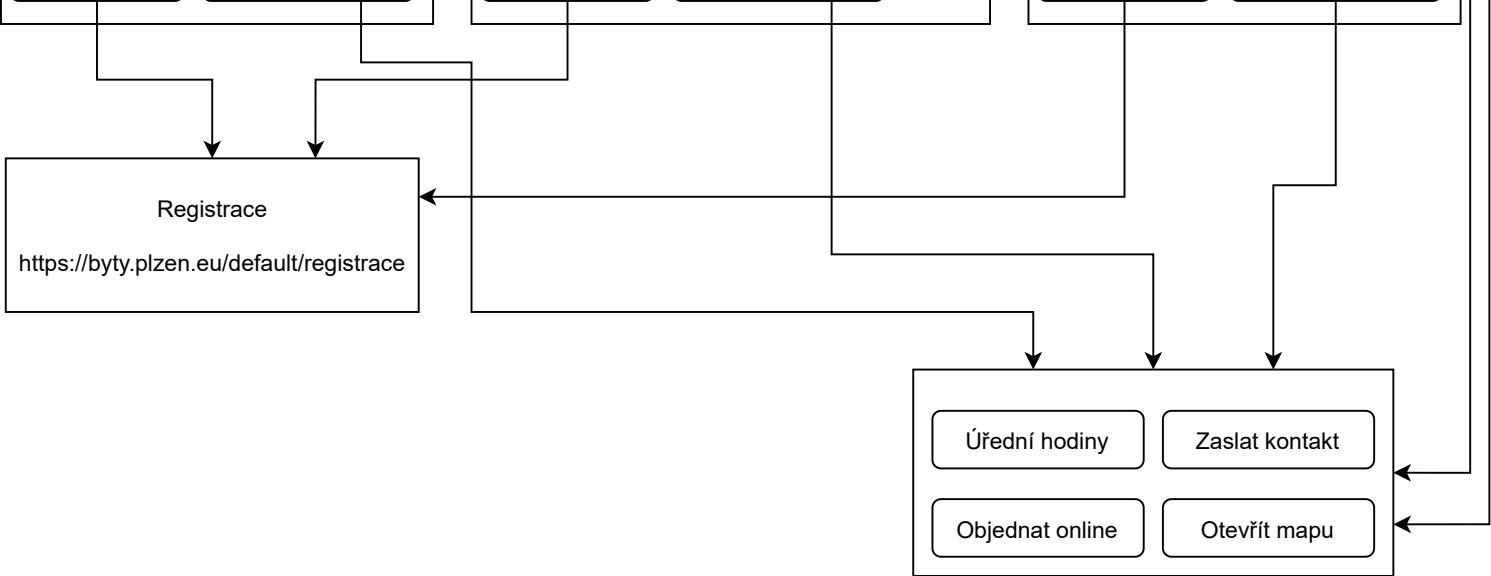 Registrace
https://byty.plzen.eu/default/registrace
Úřední hodiny
Zaslat kontakt
Objednat online
Otevřít mapu